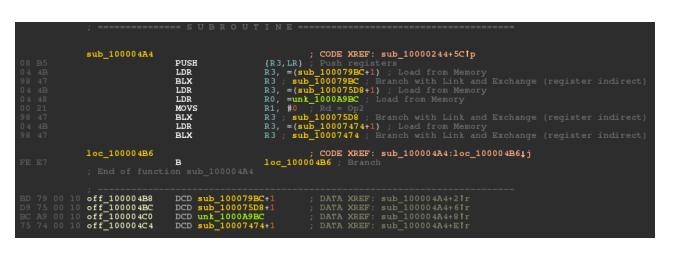 ; =============== S U B R O U T I N E =======================================
sub_100004A4 ; CODE XREF: sub_10000244+5C↑p
08 B5 PUSH {R3,LR} ; Push registers
04 4B LDR R3, =(sub_100079BC+1) ; Load from Memory
98 47 BLX R3 ; sub_100079BC ; Branch with Link and Exchange (register indirect)
04 4B LDR R3, =(sub_100075D8+1) ; Load from Memory
04 48 LDR R0, =unk_1000A9BC ; Load from Memory
00 21 MOVS R1, #0 ; Rd = Op2
98 47 BLX R3 ; sub_100075D8 ; Branch with Link and Exchange (register indirect)
04 4B LDR R3, =(sub_10007474+1) ; Load from Memory
98 47 BLX R3 ; sub_10007474 ; Branch with Link and Exchange (register indirect)
loc_100004B6 ; CODE XREF: sub_100004A4:loc_100004B6↓j
FE E7 B loc_100004B6 ; Branch
; End of function sub_100004A4
; ---------------------------------------------------------------------------
BD 79 00 10 off_100004B8 DCD sub_100079BC+1 ; DATA XREF: sub_100004A4+2↑r
D9 75 00 10 off_100004BC DCD sub_100075D8+1 ; DATA XREF: sub_100004A4+6↑r
BC A9 00 10 off_100004C0 DCD unk_1000A9BC ; DATA XREF: sub_100004A4+8↑r
75 74 00 10 off_100004C4 DCD sub_10007474+1 ; DATA XREF: sub_100004A4+E↑r